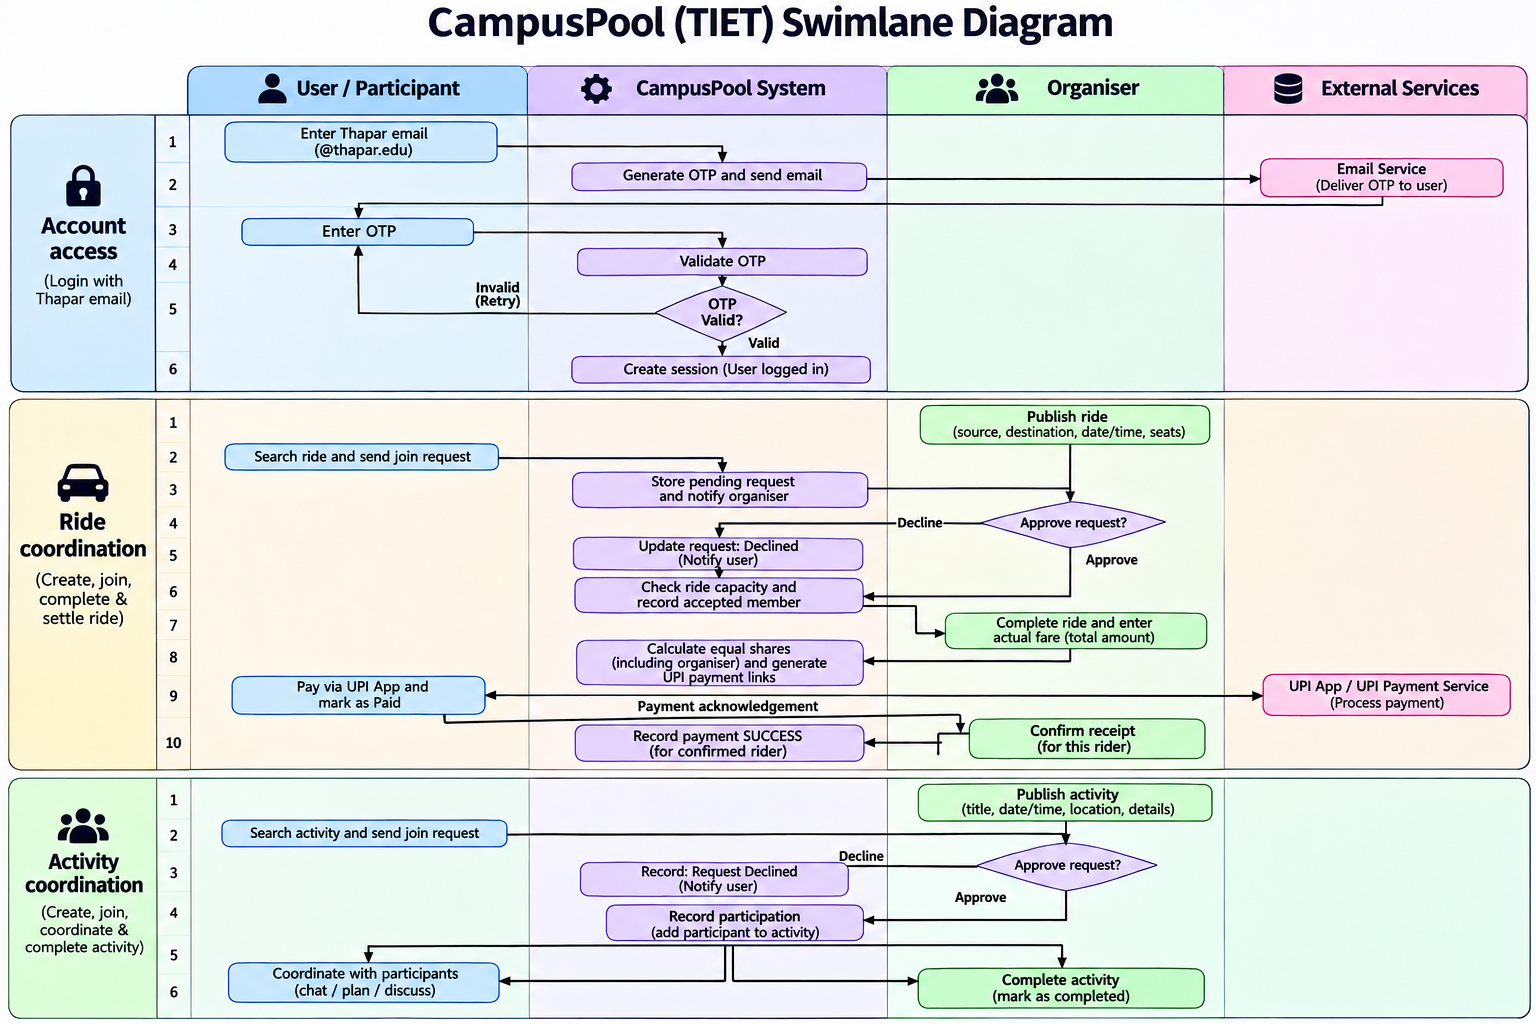 CampusPool (TIET) Swimlane Diagram
User / Participant
CampusPool System
Organiser
External Services
Account
access
(Login with
Thapar email)
1
Enter Thapar email
(@thapar.edu)
2
Generate OTP and send email
Email Service
(Deliver OTP to user)
3
Enter OTP
4
Validate OTP
5
Invalid
(Retry)
OTP
Valid?
Valid
6
Create session (User logged in)
Ride
coordination
(Create, join,
complete &
settle ride)
1
Publish ride
(source, destination, date/time, seats)
2
Search ride and send join request
3
Store pending request
and notify organiser
4
Decline
Approve request?
5
Update request: Declined
(Notify user)
Approve
6
Check ride capacity and
record accepted member
7
Complete ride and enter
actual fare (total amount)
8
Calculate equal shares
(including organiser) and generate
UPI payment links
9
Pay via UPI App and
mark as Paid
UPI App / UPI Payment Service
(Process payment)
Payment acknowledgement
10
Record payment SUCCESS
(for confirmed rider)
Confirm receipt
(for this rider)
Activity
coordination
(Create, join,
coordinate &
complete activity)
1
Publish activity
(title, date/time, location, details)
2
Search activity and send join request
3
Decline
Record: Request Declined
(Notify user)
Approve request?
Approve
4
Record participation
(add participant to activity)
5
6
Coordinate with participants
(chat / plan / discuss)
Complete activity
(mark as completed)